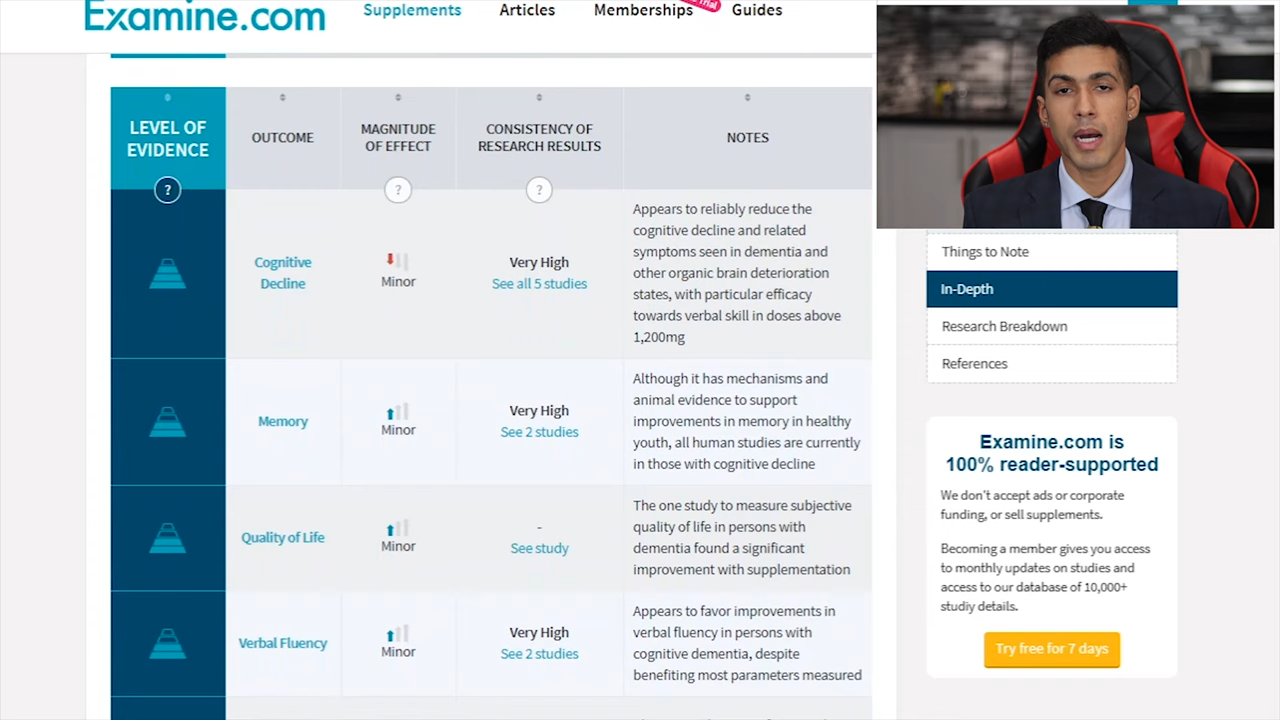 Examine.com
Supplements
Articles
Memberships
Trial
Guides
LEVEL OF
EVIDENCE
OUTCOME
MAGNITUDE
OF EFFECT
CONSISTENCY OF
RESEARCH RESULTS
NOTES
?
?
?
Cognitive
Decline
Minor
Very High
See all 5 studies
Appears to reliably reduce the
cognitive decline and related
symptoms seen in dementia and
other organic brain deterioration
states, with particular efficacy
towards verbal skill in doses above
1,200mg
Memory
Minor
Very High
See 2 studies
Although it has mechanisms and
animal evidence to support
improvements in memory in healthy
youth, all human studies are currently
in those with cognitive decline
Quality of Life
Minor
-
See study
The one study to measure subjective
quality of life in persons with
dementia found a significant
improvement with supplementation
Verbal Fluency
Minor
Very High
See 2 studies
Appears to favor improvements in
verbal fluency in persons with
cognitive dementia, despite
benefiting most parameters measured
Things to Note
In-Depth
Research Breakdown
References
Examine.com is
100% reader-supported
We don't accept ads or corporate
funding, or sell supplements.
Becoming a member gives you access
to monthly updates on studies and
access to our database of 10,000+
studiy details.
Try free for 7 days